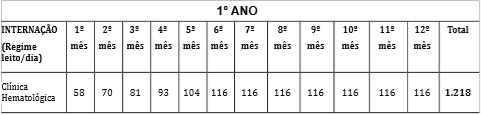 1° ANO
INTERNAÇÃO (Regime leito/dia) 1º mês 2º mês 3º mês 4º mês 5º mês 6º mês 7º mês 8º mês 9º mês 10º mês 11º mês 12º mês Total
Clínica Hematológica 58 70 81 93 104 116 116 116 116 116 116 116 1.218